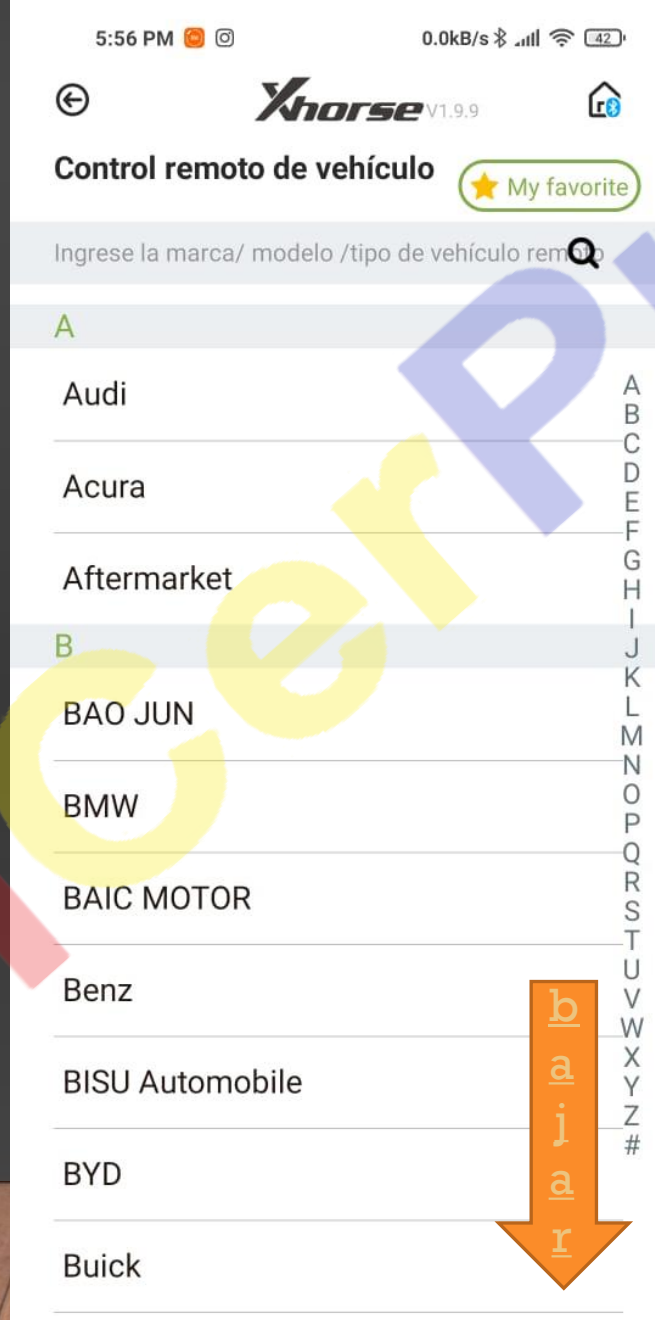 5:56 PM 0.0kB/s 42
Xhorse V1.9.9
Control remoto de vehículo
My favorite
Ingrese la marca/ modelo /tipo de vehículo remoto
A
Audi
Acura
Aftermarket
B
BAO JUN
BMW
BAIC MOTOR
Benz
BISU Automobile
BYD
Buick
A
B
C
D
E
F
G
H
I
J
K
L
M
N
O
P
Q
R
S
T
U
V
W
X
Y
Z
#
b
a
j
a
r